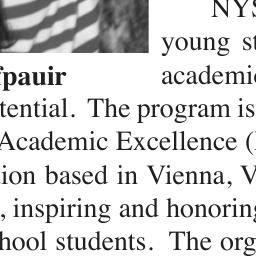 NYS
young st
fpauir
academic
tential. The program is
Academic Excellence (
ion based in Vienna, V
, inspiring and honoring
hool students. The org